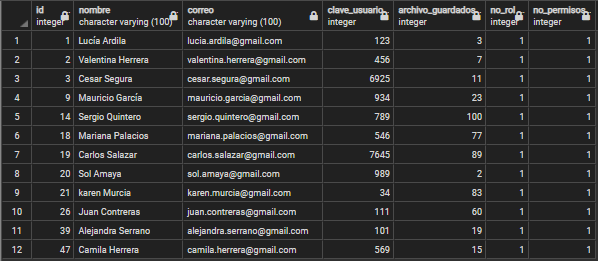 id nombre correo clave_usuario archivo_guardados no_rol no_permisos
integer character varying (100) character varying (100) integer integer integer integer
1 1 Lucía Ardila lucia.ardila@gmail.com 123 3 1 1
2 2 Valentina Herrera valentina.herrera@gmail.com 456 7 1 1
3 3 Cesar Segura cesar.segura@gmail.com 6925 11 1 1
4 9 Mauricio García mauricio.garcia@gmail.com 934 23 1 1
5 14 Sergio Quintero sergio.quintero@gmail.com 789 100 1 1
6 18 Mariana Palacios mariana.palacios@gmail.com 546 77 1 1
7 19 Carlos Salazar carlos.salazar@gmail.com 7645 89 1 1
8 20 Sol Amaya sol.amaya@gmail.com 989 2 1 1
9 21 karen Murcia karen.murcia@gmail.com 34 83 1 1
10 26 Juan Contreras juan.contreras@gmail.com 111 60 1 1
11 39 Alejandra Serrano alejandra.serrano@gmail.com 101 19 1 1
12 47 Camila Herrera camila.herrera@gmail.com 569 15 1 1